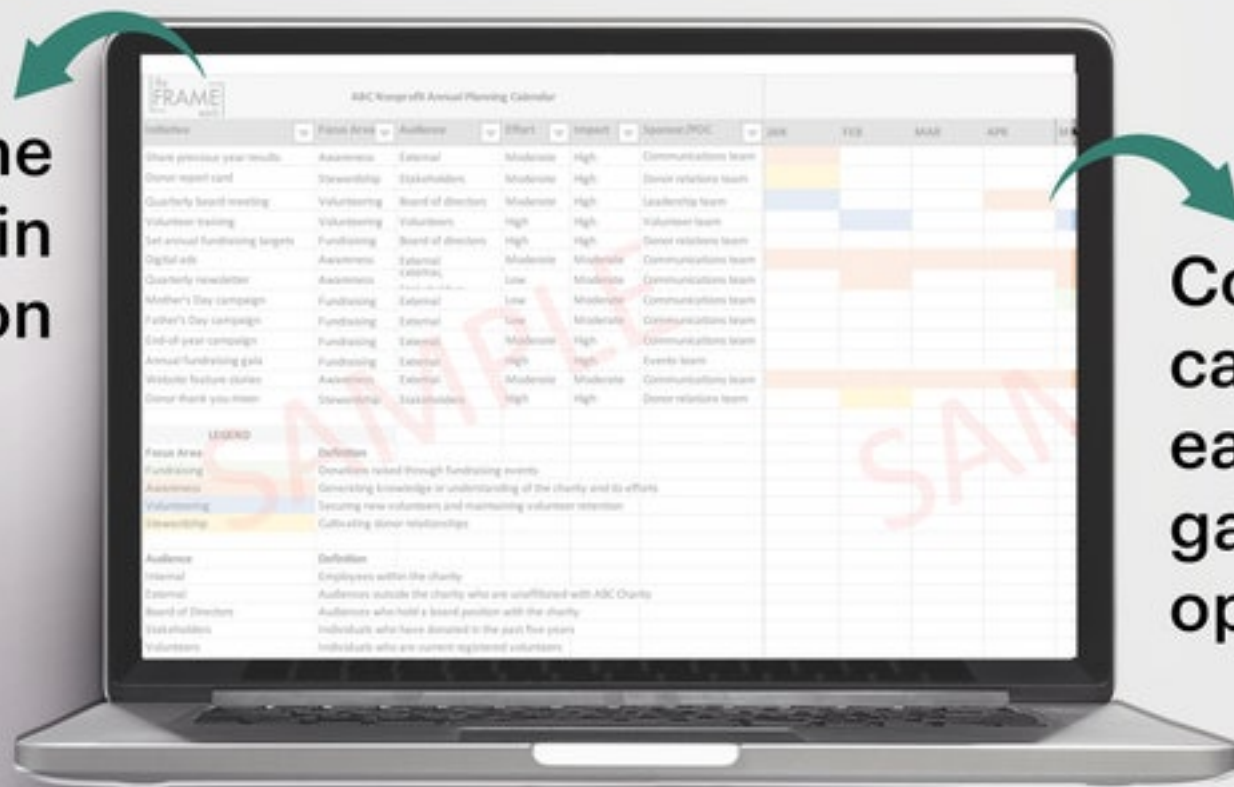 ne
in
on
The
FRAME
ABC Nonprofit Annual Planning Calendar
Initiative Focus Area Audience Effort Impact Sponsor/POC JAN FEB MAR APR
Share previous year results Awareness External Moderate High Communications team
Donor report card Stewardship Stakeholders Moderate High Donor relations team
Quarterly board meeting Volunteering Board of directors Moderate High Leadership team
Volunteer training Volunteering Volunteers High High Volunteer team
Set annual fundraising targets Fundraising Board of directors High High Donor relations team
Digital ads Awareness External Moderate Moderate Communications team
Quarterly newsletter Awareness External, Low Moderate Communications team
Mother's Day campaign Fundraising External Low Moderate Communications team
Father's Day campaign Fundraising External Low Moderate Communications team
End-of-year campaign Fundraising External Moderate High Communications team
Annual fundraising gala Fundraising External High High Events team
Website feature stories Awareness External Moderate Moderate Communications team
Donor thank you mixer Stewardship Stakeholders High High Donor relations team
LEGEND
Focus Area Definition
Fundraising Donations raised through fundraising events
Awareness Generating knowledge or understanding of the charity and its efforts
Volunteering Securing new volunteers and maintaining volunteer retention
Stewardship Cultivating donor relationships
Audience Definition
Internal Employees within the charity
External Audiences outside the charity who are unaffiliated with ABC Charity
Board of Directors Audiences who hold a board position with the charity
Stakeholders Individuals who have donated in the past five years
Volunteers Individuals who are current registered volunteers
SAMPLE
SAM
Co
ca
ea
ga
op